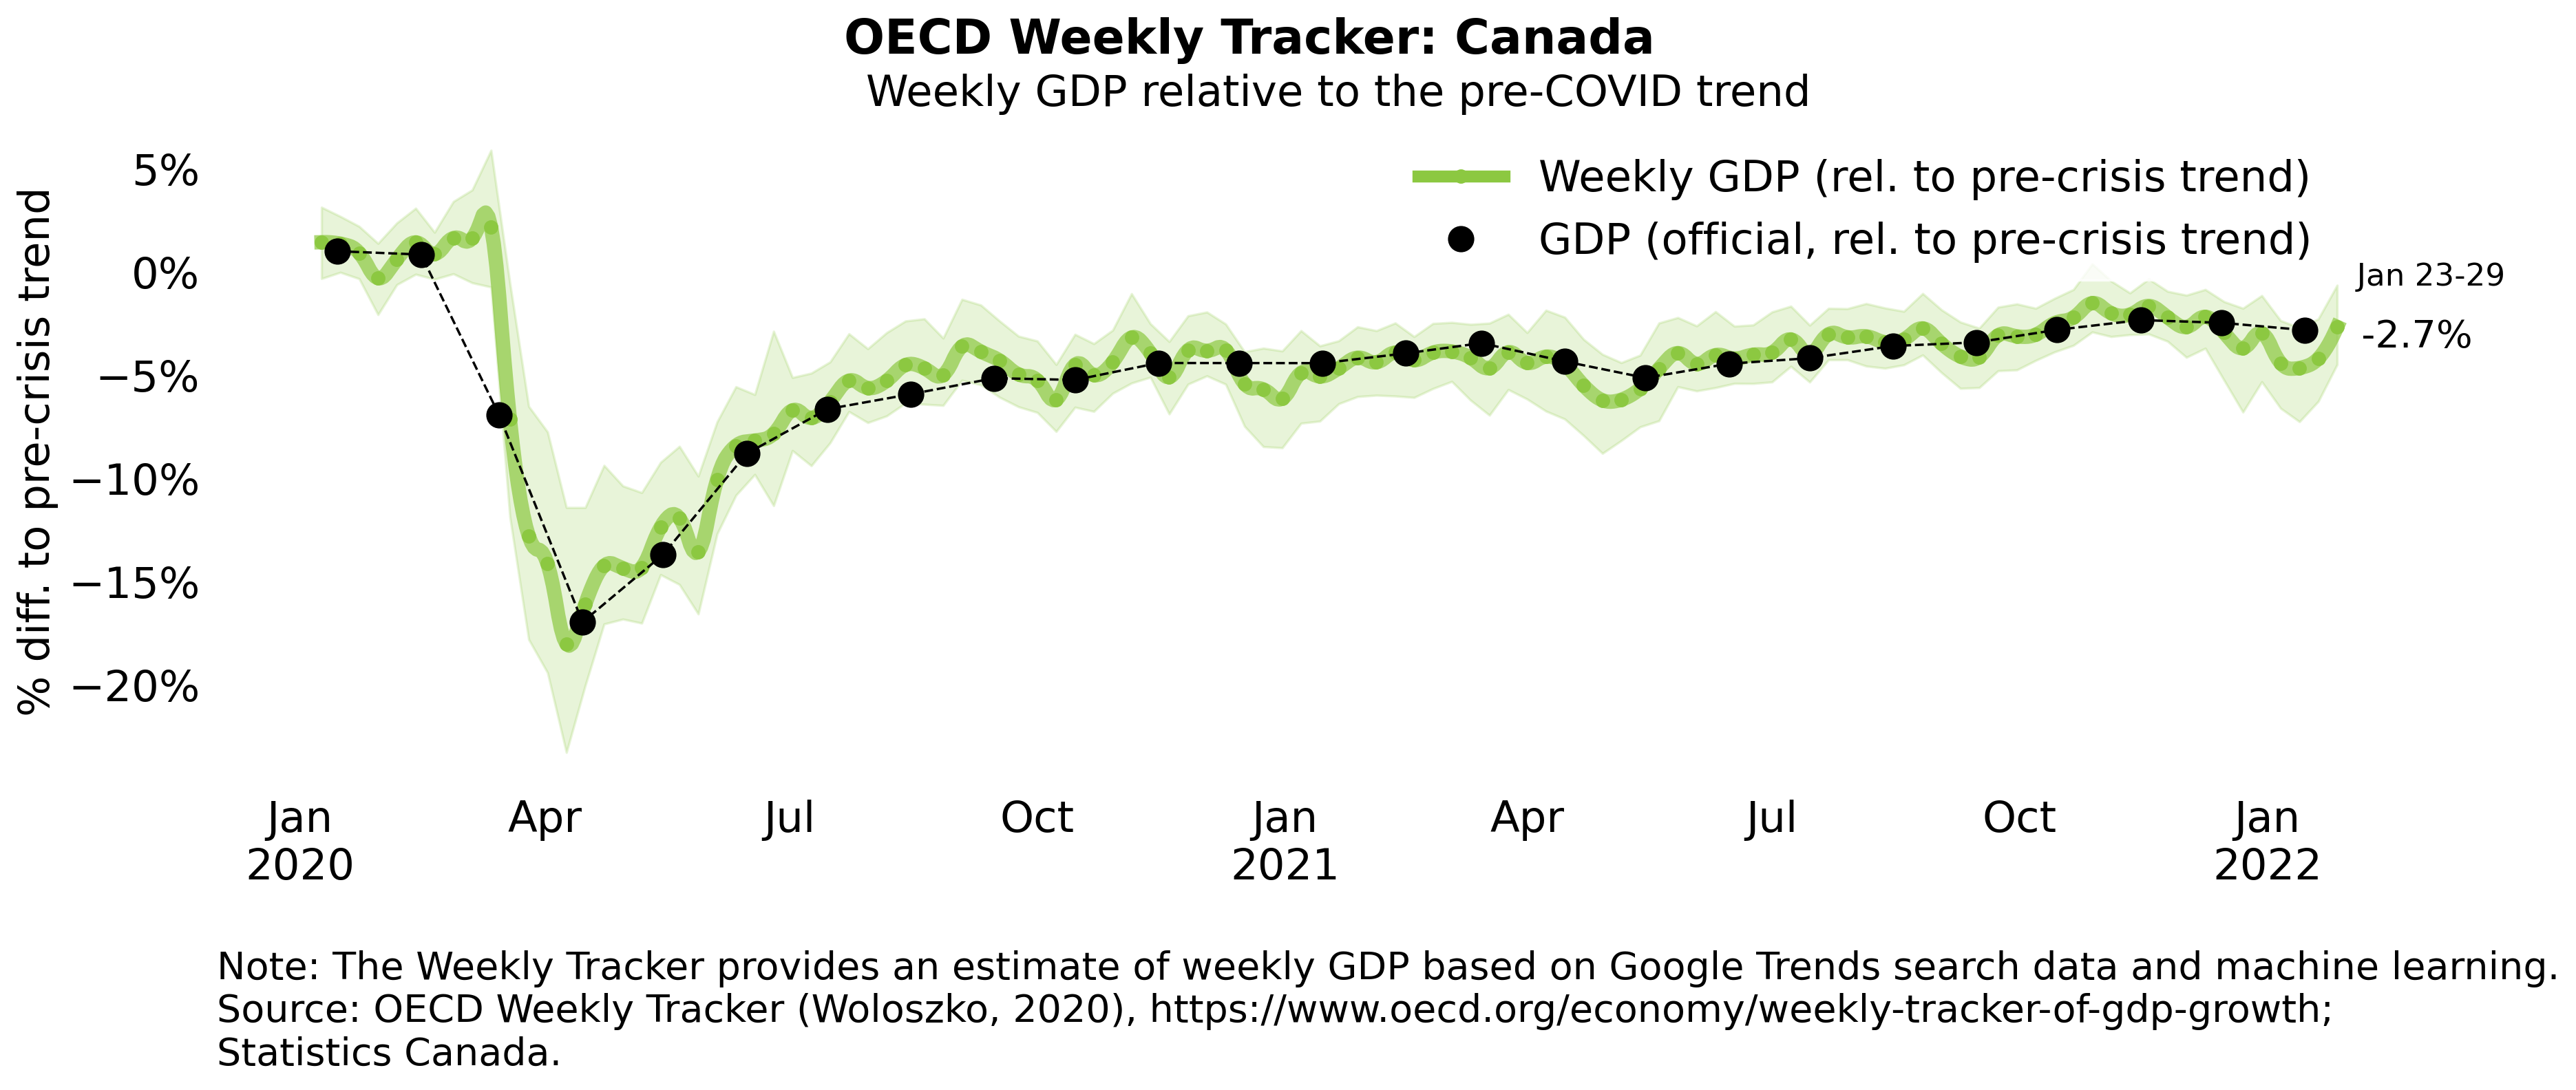 OECD Weekly Tracker: Canada
Weekly GDP relative to the pre-COVID trend
% diff. to pre-crisis trend
5%
0%
−5%
−10%
−15%
−20%
Weekly GDP (rel. to pre-crisis trend)
GDP (official, rel. to pre-crisis trend)
Jan 23-29
-2.7%
Jan Apr Jul Oct Jan Apr Jul Oct Jan
2020 2021 2022
Note: The Weekly Tracker provides an estimate of weekly GDP based on Google Trends search data and machine learning.
Source: OECD Weekly Tracker (Woloszko, 2020), https://www.oecd.org/economy/weekly-tracker-of-gdp-growth;
Statistics Canada.